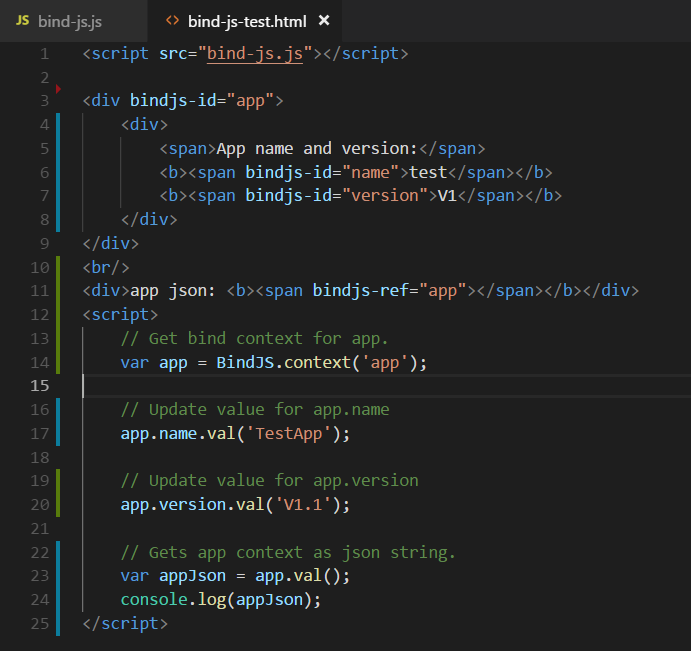 JS bind-js.js <> bind-js-test.html ×
1 <script src="bind-js.js"></script>
2
3 <div bindjs-id="app">
4     <div>
5         <span>App name and version:</span>
6         <b><span bindjs-id="name">test</span></b>
7         <b><span bindjs-id="version">V1</span></b>
8     </div>
9 </div>
10 <br/>
11 <div>app json: <b><span bindjs-ref="app"></span></b></div>
12 <script>
13     // Get bind context for app.
14     var app = BindJS.context('app');
15
16     // Update value for app.name
17     app.name.val('TestApp');
18
19     // Update value for app.version
20     app.version.val('V1.1');
21
22     // Gets app context as json string.
23     var appJson = app.val();
24     console.log(appJson);
25 </script>